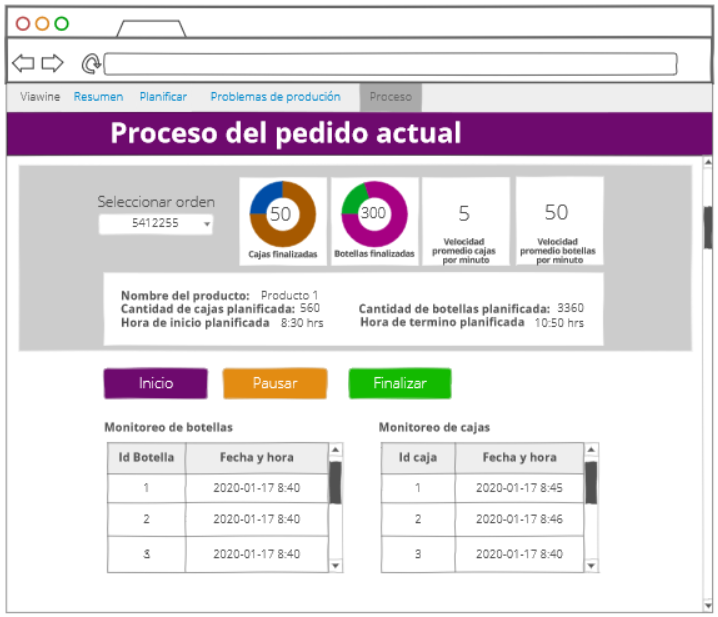 Viawine Resumen Planificar Problemas de produción Proceso
Proceso del pedido actual
Seleccionar orden
5412255
50
Cajas finalizadas
300
Botellas finalizadas
5
Velocidad
promedio cajas
por minuto
50
Velocidad
promedio botellas
por minuto
Nombre del producto: Producto 1
Cantidad de cajas planificada: 560 Cantidad de botellas planificada: 3360
Hora de inicio planificada 8:30 hrs Hora de termino planificada 10:50 hrs
Inicio Pausar Finalizar
Monitoreo de botellas
Id Botella Fecha y hora
1 2020-01-17 8:40
2 2020-01-17 8:40
3 2020-01-17 8:40
Monitoreo de cajas
Id caja Fecha y hora
1 2020-01-17 8:45
2 2020-01-17 8:46
3 2020-01-17 8:40